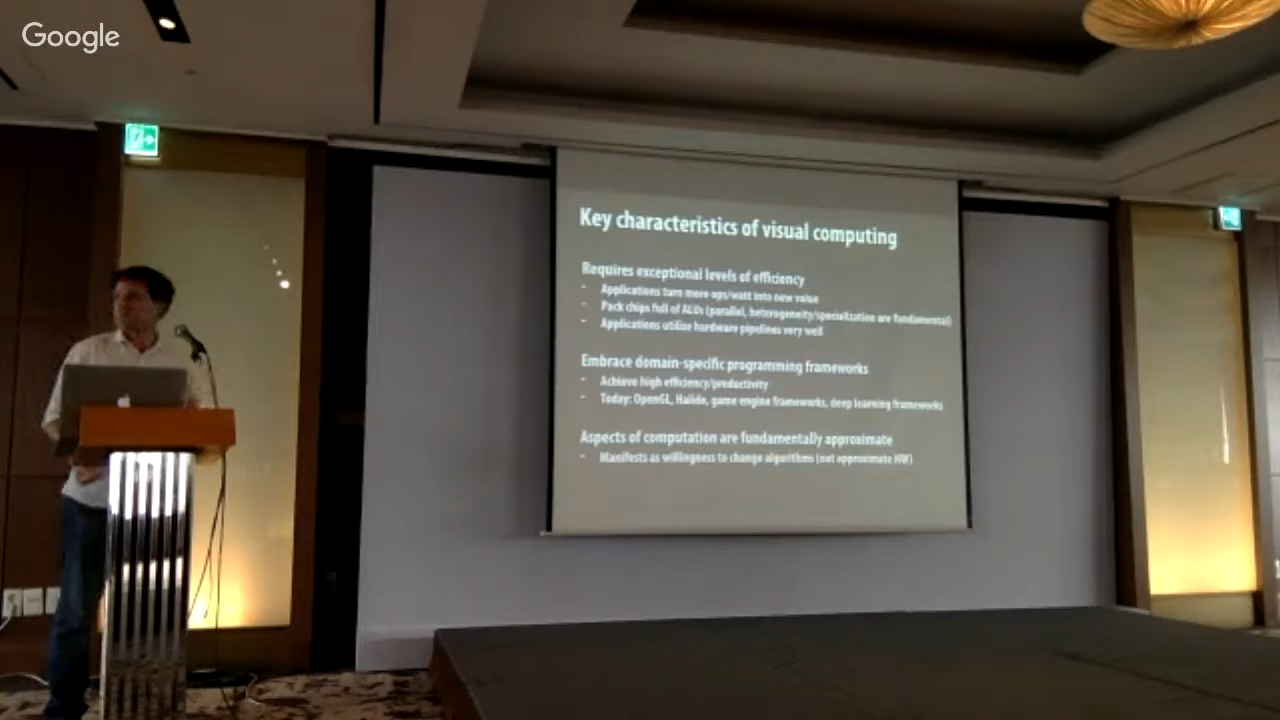 Google
Key characteristics of visual computing
Requires exceptional levels of efficiency
- Applications turn more ops/watt into new value
- Pack chips full of ALUs (parallel, heterogeneity/specialization are fundamental)
- Applications utilize hardware pipelines very well
Embrace domain-specific programming frameworks
- Achieve high efficiency/productivity
- Today: OpenGL, Halide, game engine frameworks, deep learning frameworks
Aspects of computation are fundamentally approximate
- Manifests as willingness to change algorithms (not approximate HW)